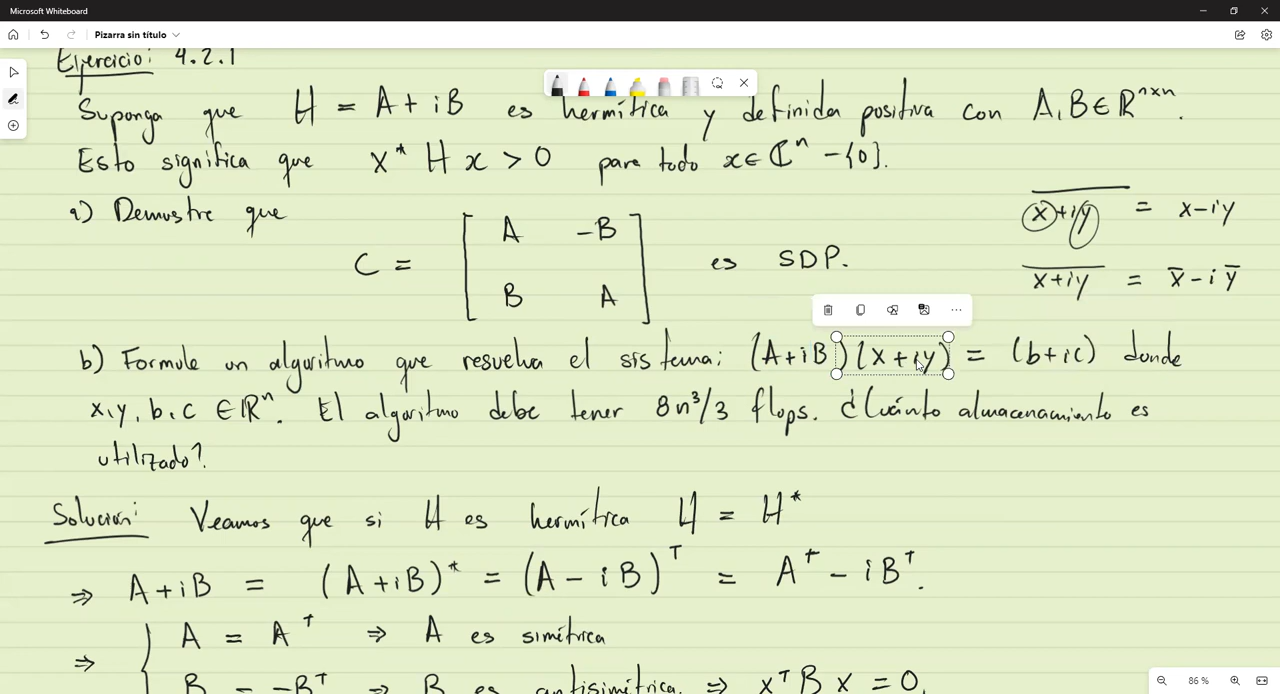 Microsoft Whiteboard
Pizarra sin título
Ejercicio: 4.2.1
Suponga que H = A + iB es hermítica y definida positiva con A, B ∈ ℝⁿˣⁿ.
Esto significa que x* H x > 0 para todo x ∈ ℂⁿ - {0}.
a) Demuestre que
C = [ A -B
B A ] es SDP.
x+iy = x-iy
x+iy = x̄ - i ȳ
b) Formule un algoritmo que resuelva el sistema: (A+iB)(x+iy) = (b+ic) donde
x, y, b, c ∈ ℝⁿ. El algoritmo debe tener 8n³/3 flops. ¿Cuánto almacenamiento es
utilizado?
Solución: Veamos que si H es hermítica H = H*
⇒ A+iB = (A+iB)* = (A-iB)ᵀ = Aᵀ - iBᵀ.
⇒ { A = Aᵀ ⇒ A es simétrica
B = -Bᵀ ⇒ B es antisimétrica ⇒ xᵀBx = 0.
86 %